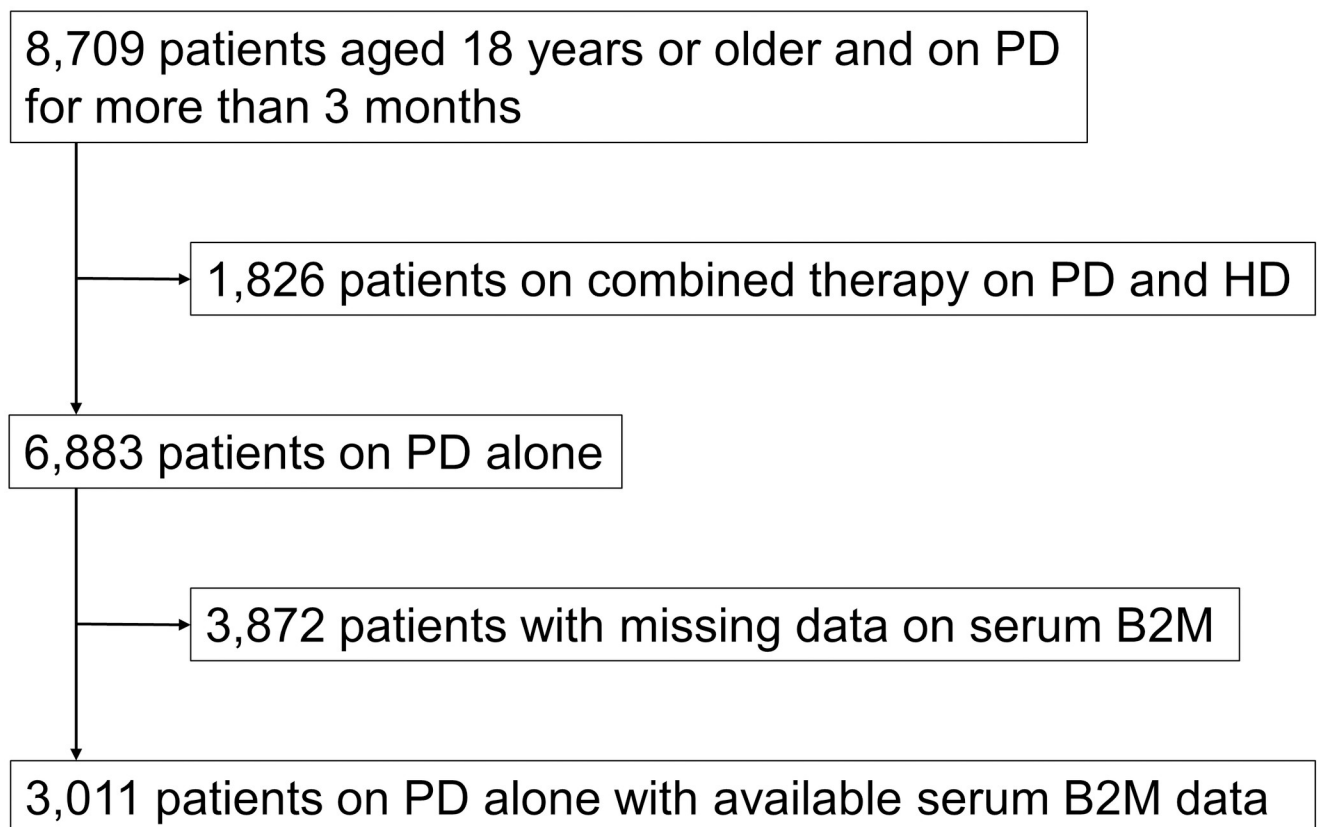 8,709 patients aged 18 years or older and on PD
for more than 3 months
1,826 patients on combined therapy on PD and HD
6,883 patients on PD alone
3,872 patients with missing data on serum B2M
3,011 patients on PD alone with available serum B2M data